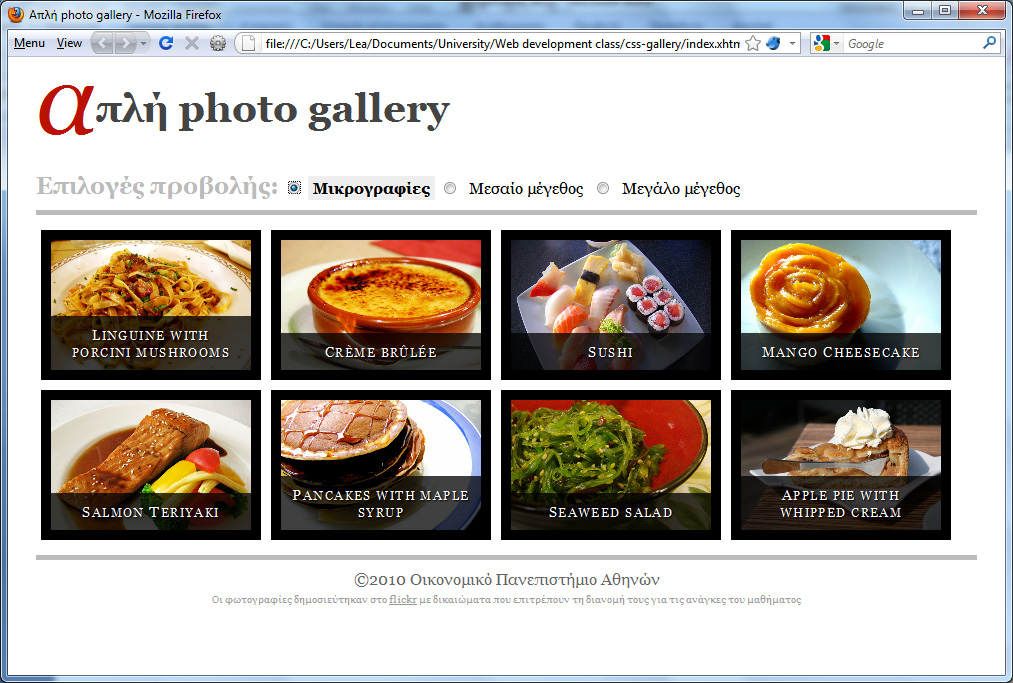 Απλή photo gallery - Mozilla Firefox
Menu View file:///C:/Users/Lea/Documents/University/Web development class/css-gallery/index.xhtm Google
απλή photo gallery
Επιλογές προβολής: Μικρογραφίες Μεσαίο μέγεθος Μεγάλο μέγεθος
LINGUINE WITH
PORCINI MUSHROOMS
CRÈME BRÛLÉE
SUSHI
MANGO CHEESECAKE
SALMON TERIYAKI
PANCAKES WITH MAPLE
SYRUP
SEAWEED SALAD
APPLE PIE WITH
WHIPPED CREAM
©2010 Οικονομικό Πανεπιστήμιο Αθηνών
Οι φωτογραφίες δημοσιεύτηκαν στο flickr με δικαιώματα που επιτρέπουν τη διανομή τους για τις ανάγκες του μαθήματος